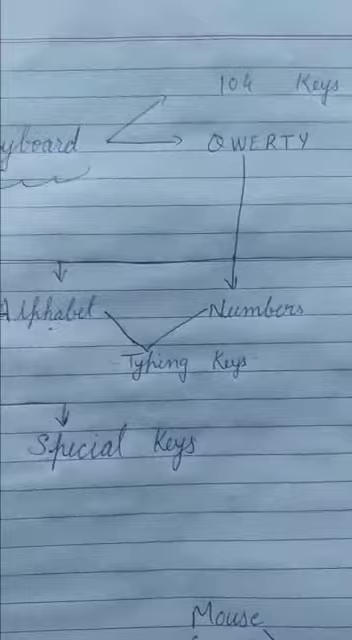 104 Keys
yboard QWERTY
Alphabet Numbers
Typing Keys
Special Keys
Mouse